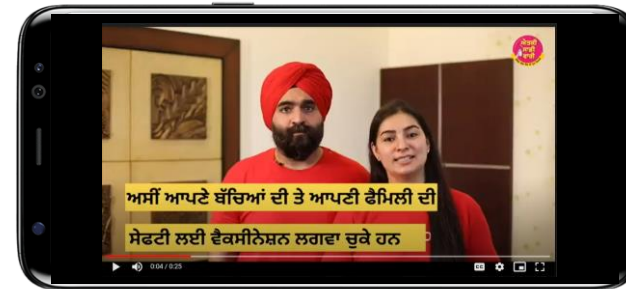 ਅਸੀਂ ਆਪਣੇ ਬੱਚਿਆਂ ਦੀ ਤੇ ਆਪਣੀ ਫੈਮਿਲੀ ਦੀ
ਸੇਫਟੀ ਲਈ ਵੈਕਸੀਨੇਸ਼ਨ ਲਗਵਾ ਚੁਕੇ ਹਨ
0:04 / 0:25